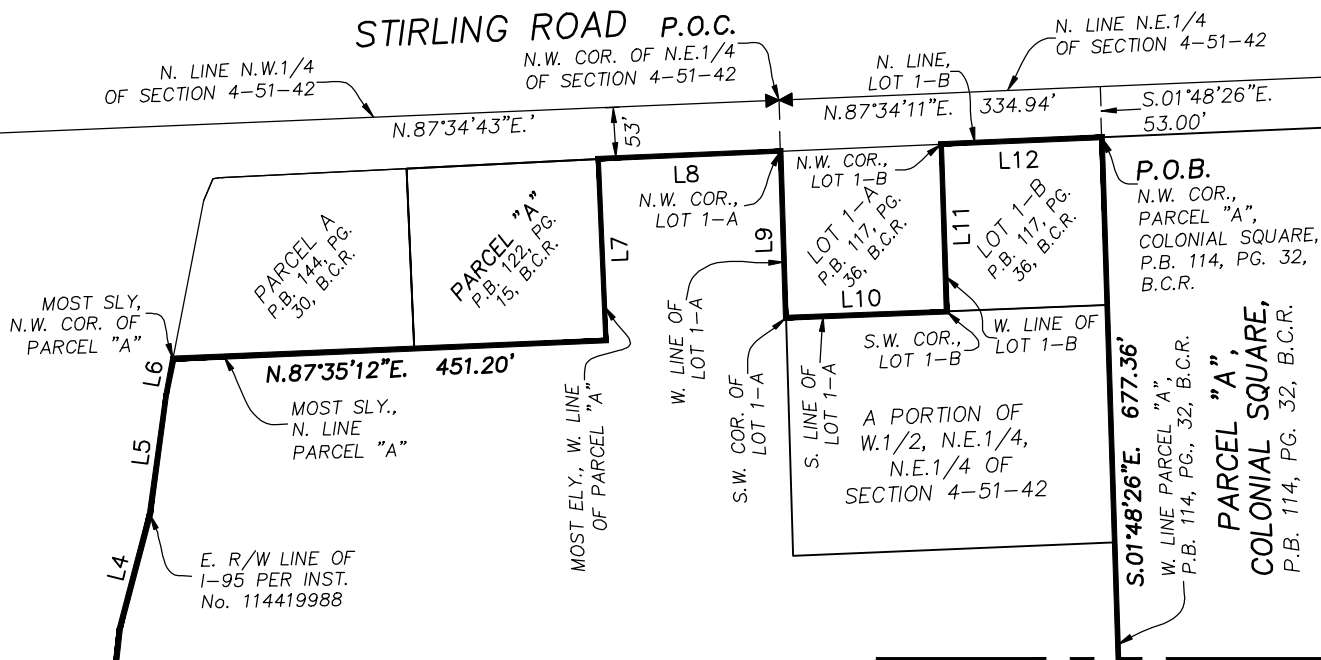 STIRLING ROAD P.O.C.
N.W. COR. OF N.E.1/4
OF SECTION 4-51-42
N. LINE N.W.1/4
OF SECTION 4-51-42
N. LINE N.E.1/4
OF SECTION 4-51-42
N. LINE,
LOT 1-B
N.87°34'43"E.'
53'
N.87°34'11"E. 334.94'
S.01°48'26"E.
53.00'
L8
N.W. COR.,
LOT 1-A
N.W. COR.,
LOT 1-B
L12
P.O.B.
N.W. COR.,
PARCEL "A",
COLONIAL SQUARE,
P.B. 114, PG. 32,
B.C.R.
PARCEL A
P.B. 144, PG.
30, B.C.R.
PARCEL "A"
P.B. 122, PG.
15, B.C.R.
L7
L9
LOT 1-A
P.B. 117, PG.
36, B.C.R.
L11
LOT 1-B
P.B. 117, PG.
36, B.C.R.
L10
MOST SLY,
N.W. COR. OF
PARCEL "A"
L6
N.87°35'12"E. 451.20'
MOST SLY.,
N. LINE
PARCEL "A"
MOST ELY., W. LINE
OF PARCEL "A"
W. LINE OF
LOT 1-A
S.W. COR. OF
LOT 1-A
S. LINE OF
LOT 1-A
S.W. COR.,
LOT 1-B
W. LINE OF
LOT 1-B
A PORTION OF
W.1/2, N.E.1/4,
N.E.1/4 OF
SECTION 4-51-42
S.01°48'26"E. 677.36'
W. LINE PARCEL "A",
P.B. 114, PG., 32, B.C.R.
PARCEL "A",
COLONIAL SQUARE,
P.B. 114, PG. 32, B.C.R.
L5
L4
E. R/W LINE OF
I-95 PER INST.
No. 114419988